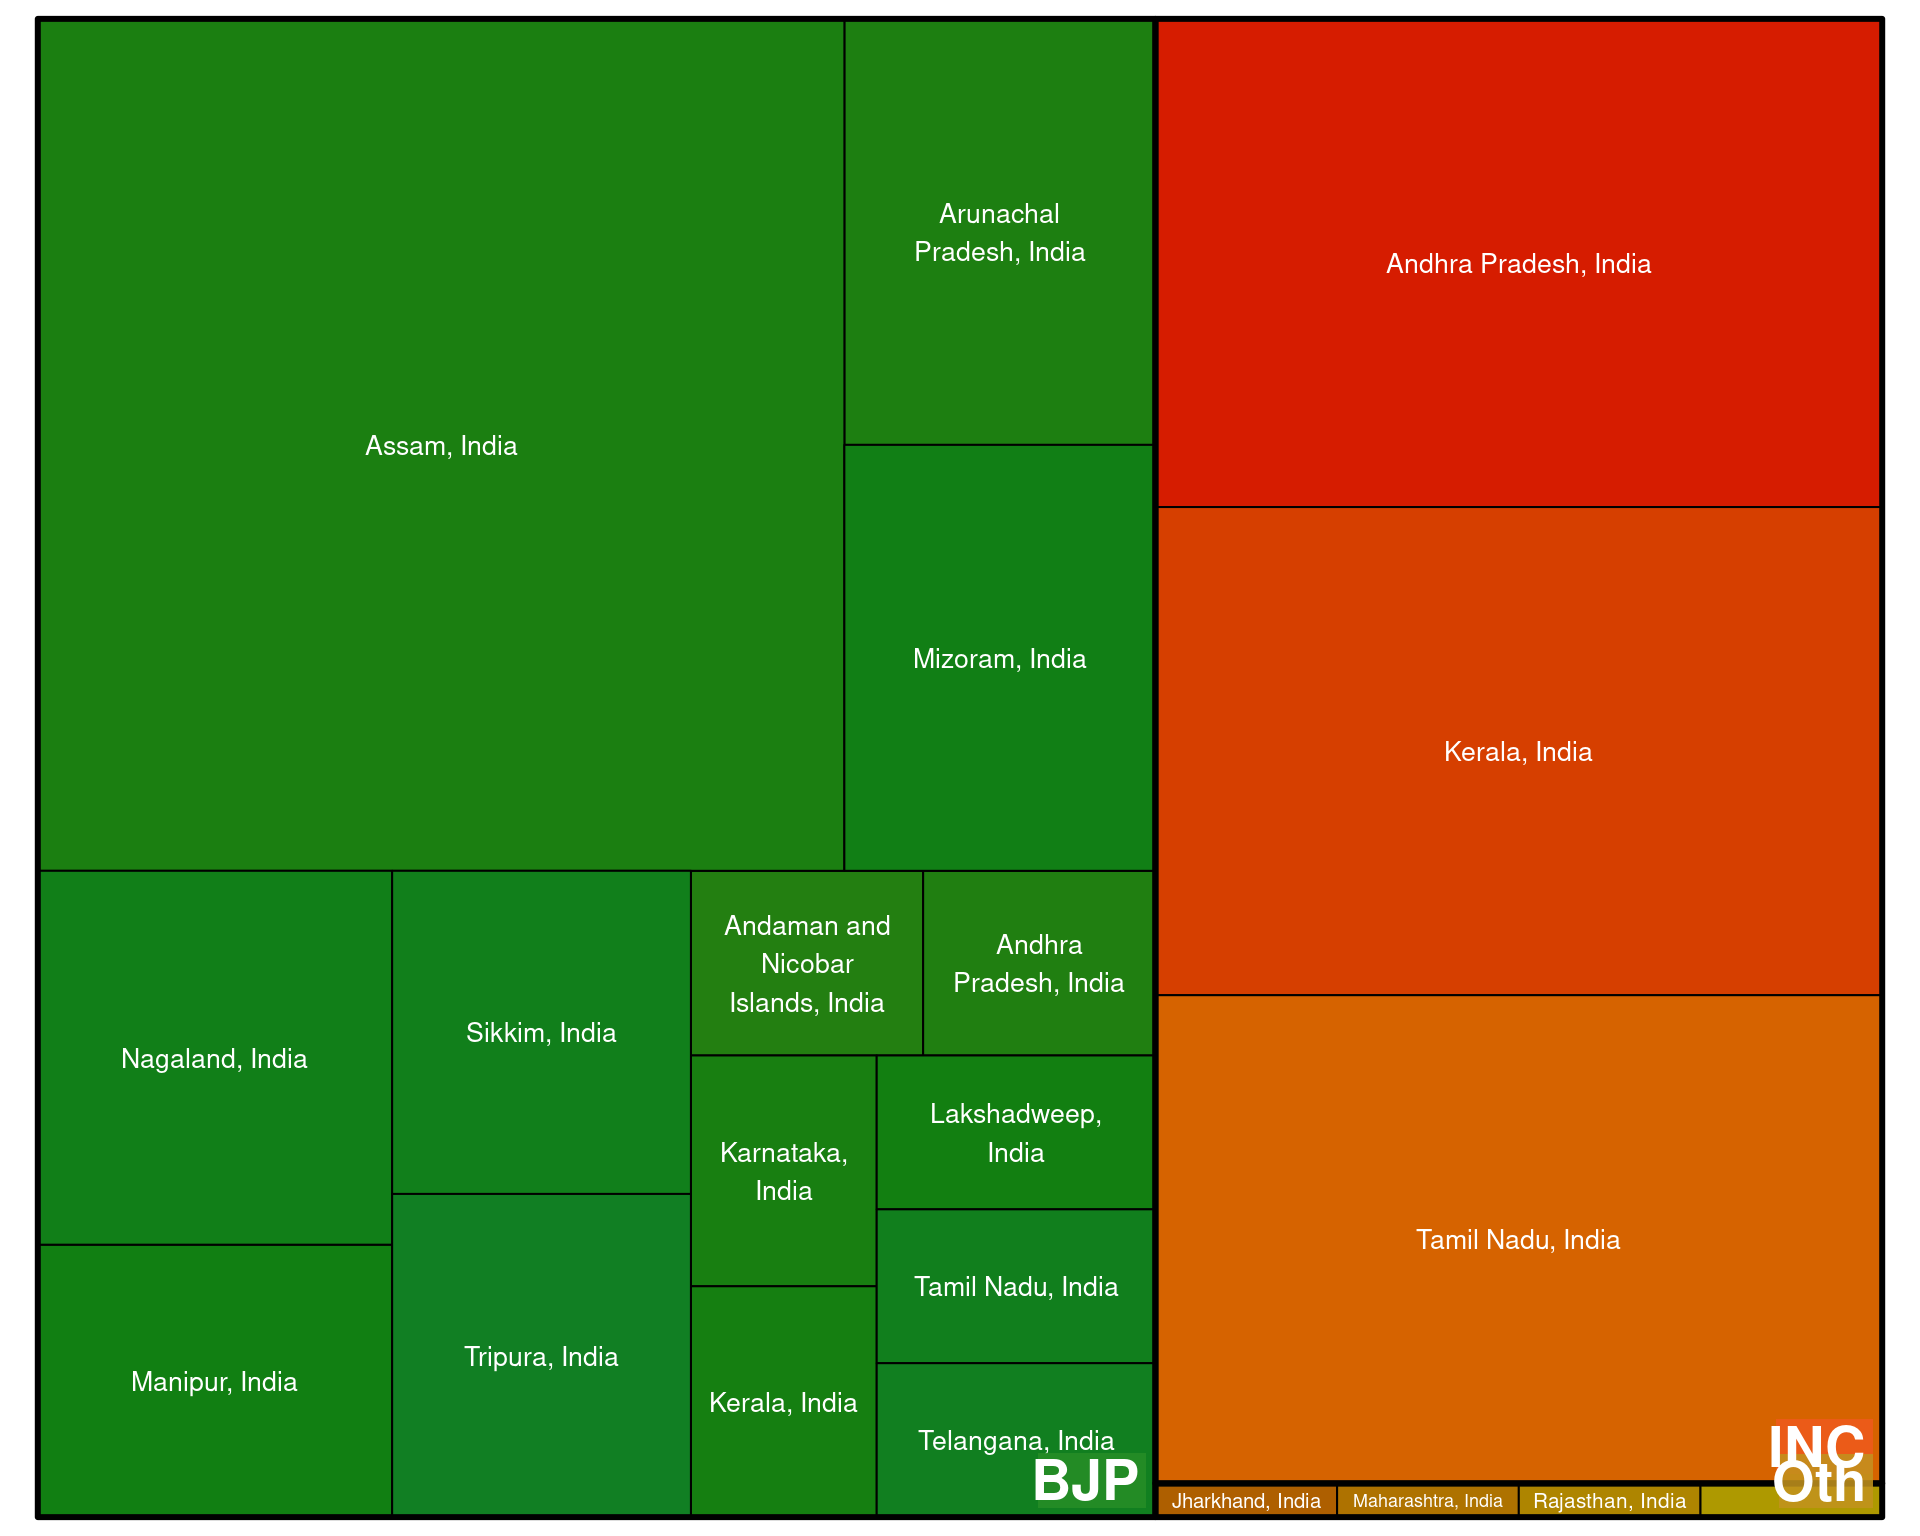 Assam, India
Arunachal
Pradesh, India
Mizoram, India
Nagaland, India
Manipur, India
Sikkim, India
Tripura, India
Andaman and
Nicobar
Islands, India
Andhra
Pradesh, India
Karnataka,
India
Kerala, India
Lakshadweep,
India
Tamil Nadu, India
Telangana, India
BJP
Andhra Pradesh, India
Kerala, India
Tamil Nadu, India
INC
Jharkhand, India
Maharashtra, India
Rajasthan, India
Oth